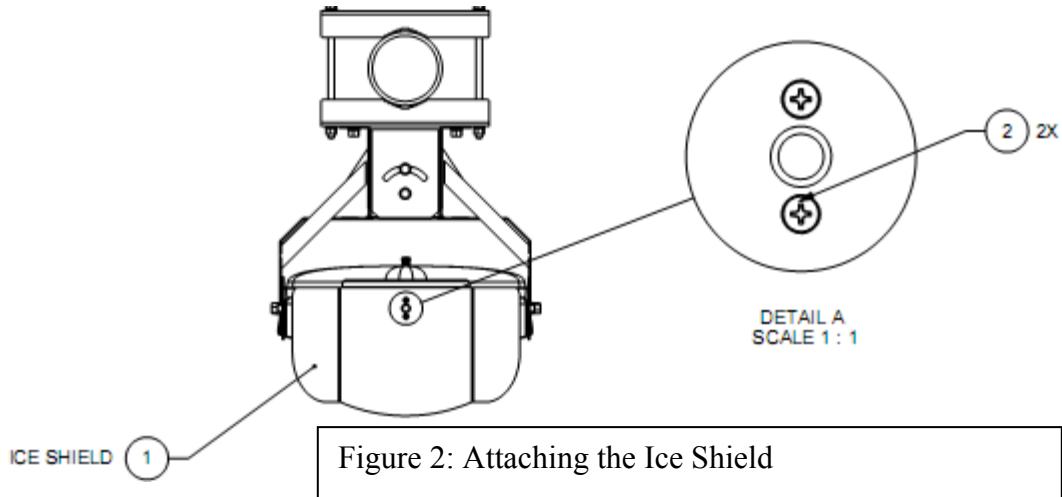 2 2X
DETAIL A
SCALE 1 : 1
ICE SHIELD 1
Figure 2: Attaching the Ice Shield